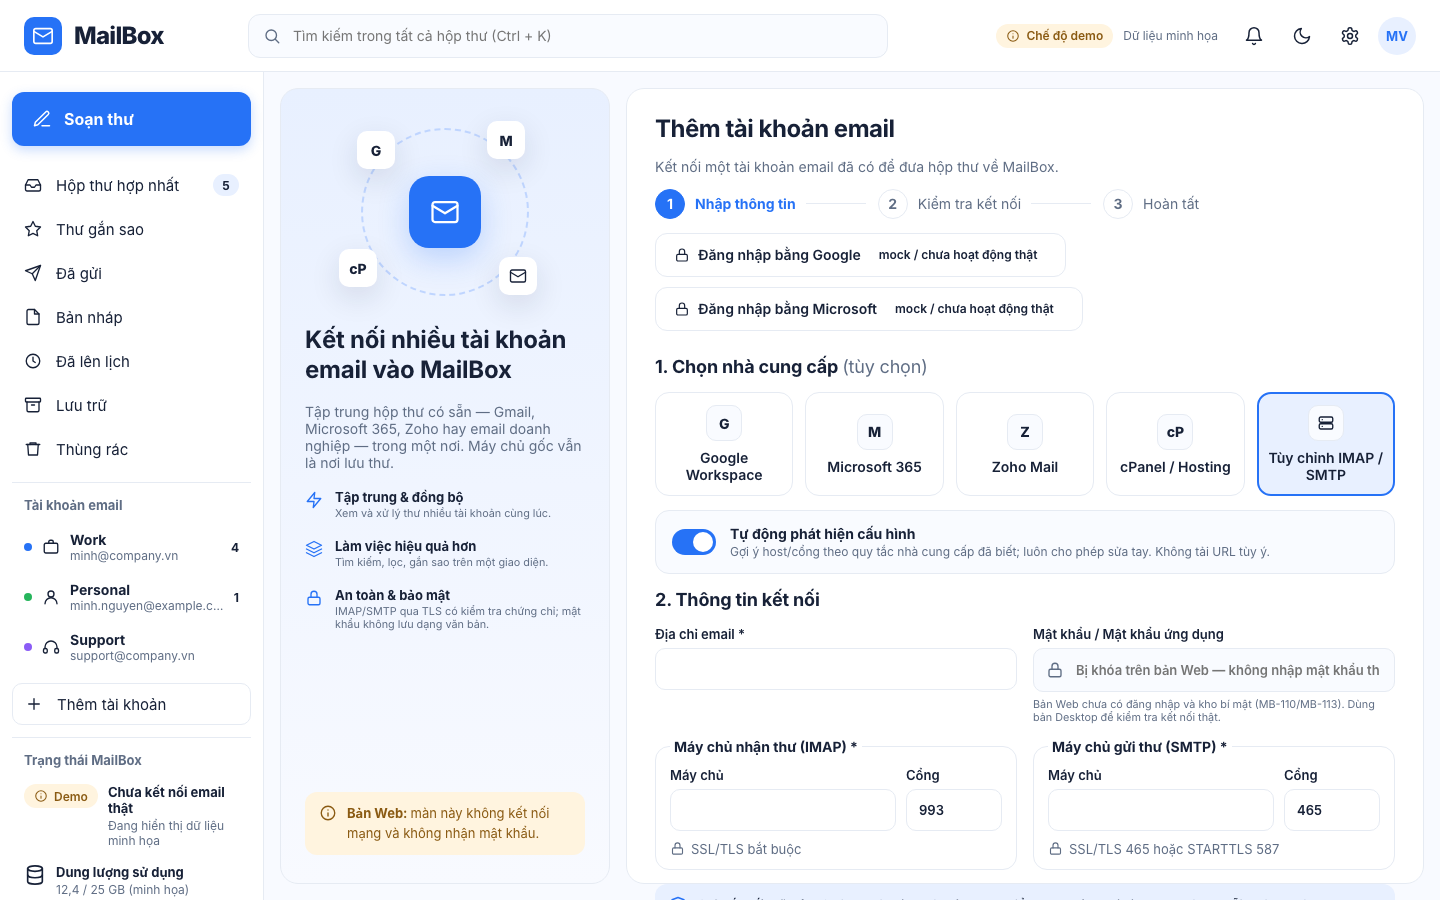 MailBox
Tìm kiếm trong tất cả hộp thư (Ctrl + K)
Chế độ demo
Dữ liệu minh họa
MV
Soạn thư
Hộp thư hợp nhất 5
Thư gắn sao
Đã gửi
Bản nháp
Đã lên lịch
Lưu trữ
Thùng rác
Tài khoản email
Work
minh@company.vn
4
Personal
minh.nguyen@example.c...
1
Support
support@company.vn
Thêm tài khoản
Trạng thái MailBox
Demo
Chưa kết nối email
thật
Đang hiển thị dữ liệu
minh họa
Dung lượng sử dụng
12,4 / 25 GB (minh họa)
G
M
cP
Kết nối nhiều tài khoản
email vào MailBox
Tập trung hộp thư có sẵn — Gmail,
Microsoft 365, Zoho hay email doanh
nghiệp — trong một nơi. Máy chủ gốc vẫn
là nơi lưu thư.
Tập trung & đồng bộ
Xem và xử lý thư nhiều tài khoản cùng lúc.
Làm việc hiệu quả hơn
Tìm kiếm, lọc, gắn sao trên một giao diện.
An toàn & bảo mật
IMAP/SMTP qua TLS có kiểm tra chứng chỉ; mật
khẩu không lưu dạng văn bản.
Bản Web: màn này không kết nối
mạng và không nhận mật khẩu.
Thêm tài khoản email
Kết nối một tài khoản email đã có để đưa hộp thư về MailBox.
1 Nhập thông tin
2 Kiểm tra kết nối
3 Hoàn tất
Đăng nhập bằng Google mock / chưa hoạt động thật
Đăng nhập bằng Microsoft mock / chưa hoạt động thật
1. Chọn nhà cung cấp (tùy chọn)
G
Google
Workspace
M
Microsoft 365
Z
Zoho Mail
cP
cPanel / Hosting
Tùy chỉnh IMAP /
SMTP
Tự động phát hiện cấu hình
Gợi ý host/cổng theo quy tắc nhà cung cấp đã biết; luôn cho phép sửa tay. Không tải URL tùy ý.
2. Thông tin kết nối
Địa chỉ email *
Mật khẩu / Mật khẩu ứng dụng
Bị khóa trên bản Web — không nhập mật khẩu th
Bản Web chưa có đăng nhập và kho bí mật (MB-110/MB-113). Dùng
bản Desktop để kiểm tra kết nối thật.
Máy chủ nhận thư (IMAP) *
Máy chủ
Cổng
993
SSL/TLS bắt buộc
Máy chủ gửi thư (SMTP) *
Máy chủ
Cổng
465
SSL/TLS 465 hoặc STARTTLS 587